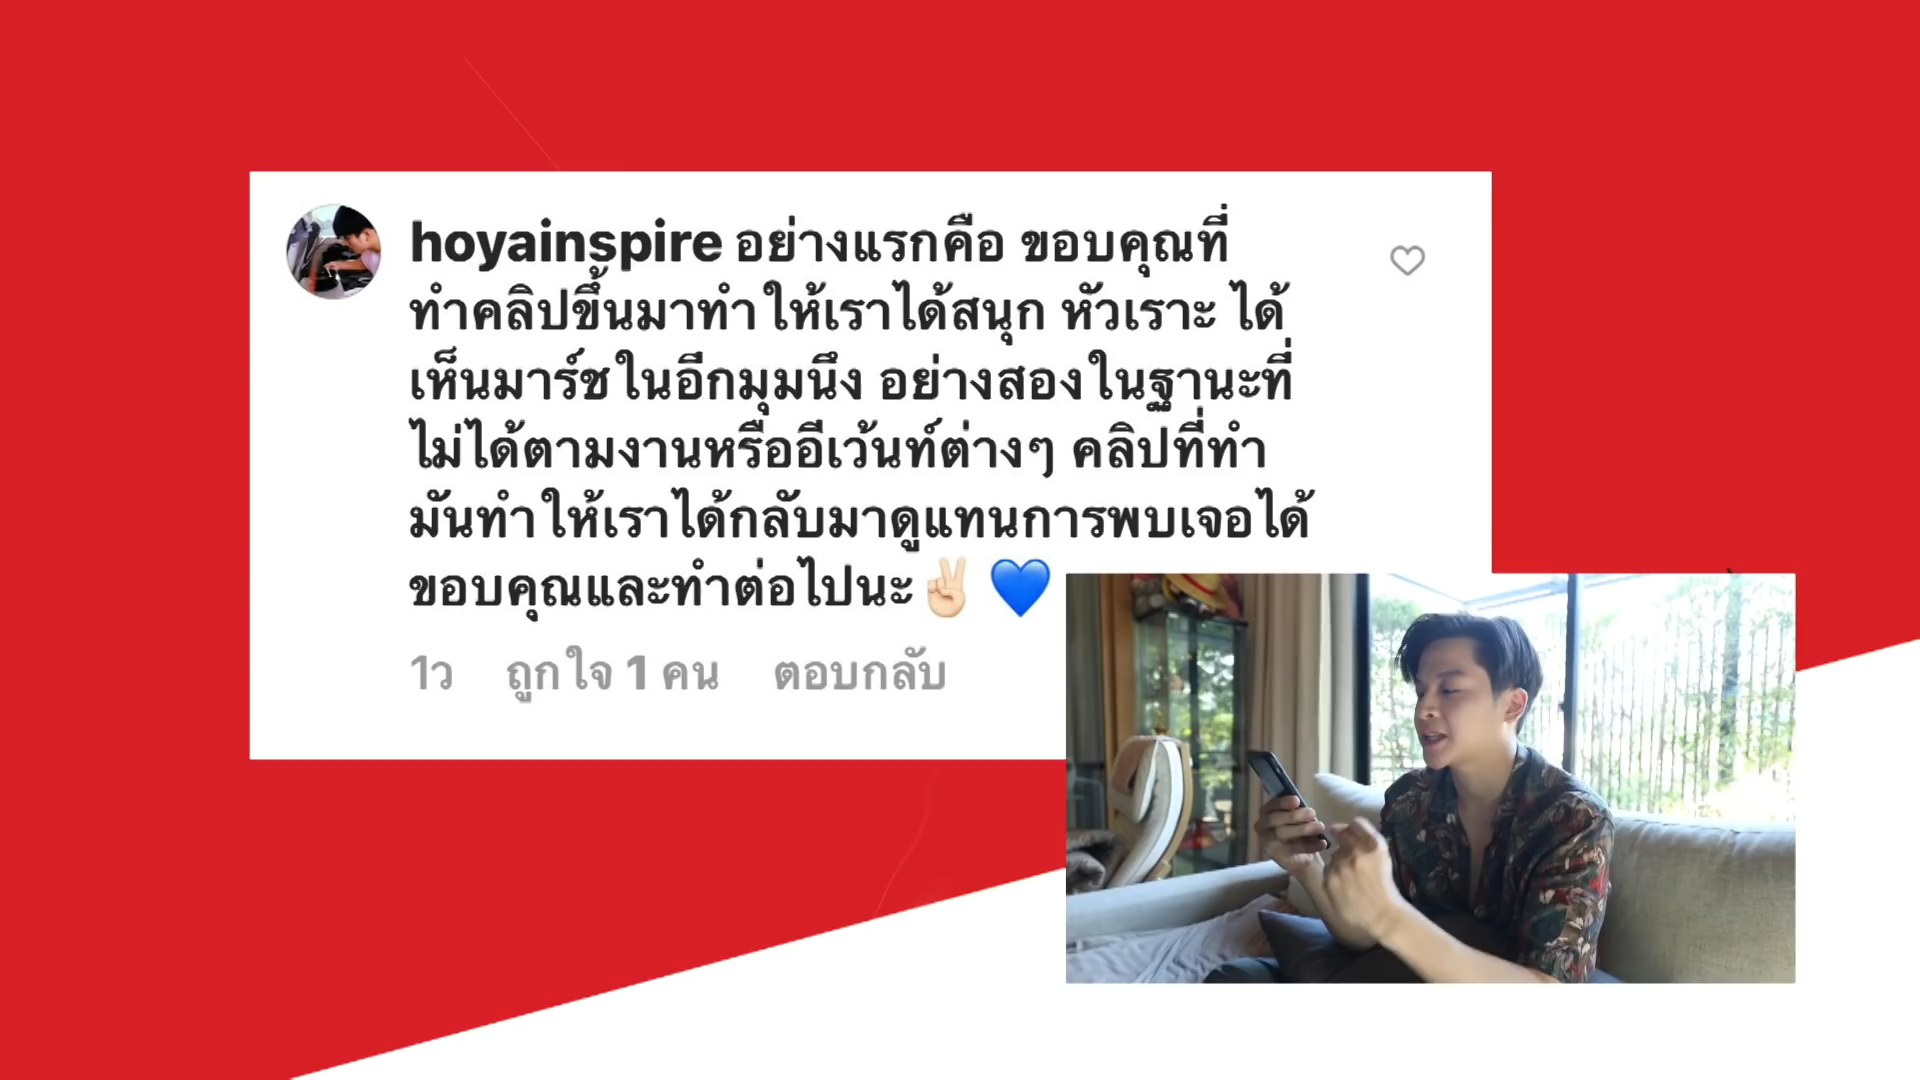 hoyainspire อย่างแรกคือ ขอบคุณที่
ทำคลิปขึ้นมาทำให้เราได้สนุก หัวเราะ ได้
เห็นมาร์ชในอีกมุมนึง อย่างสองในฐานะที่
ไม่ได้ตามงานหรืออีเว้นท์ต่างๆ คลิปที่ทำ
มันทำให้เราได้กลับมาดูแทนการพบเจอได้
ขอบคุณและทำต่อไปนะ✌🏻 💙
1ว ถูกใจ 1 คน ตอบกลับ